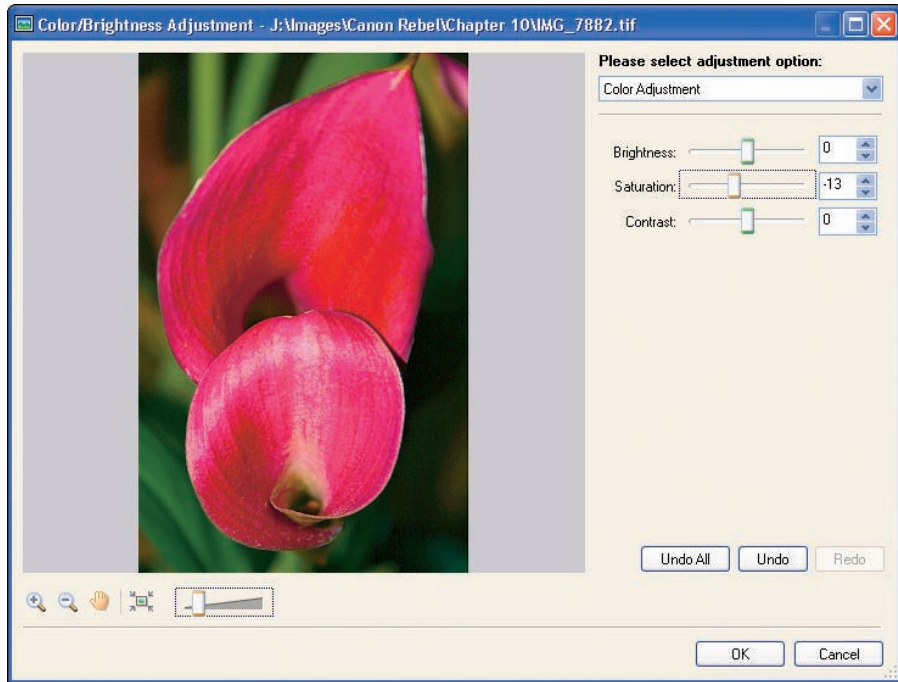 Color/Brightness Adjustment - J:\Images\Canon Rebel\Chapter 10\IMG_7882.tif
Please select adjustment option:
Color Adjustment
Brightness: 0
Saturation: -13
Contrast: 0
Undo All Undo Redo
OK Cancel